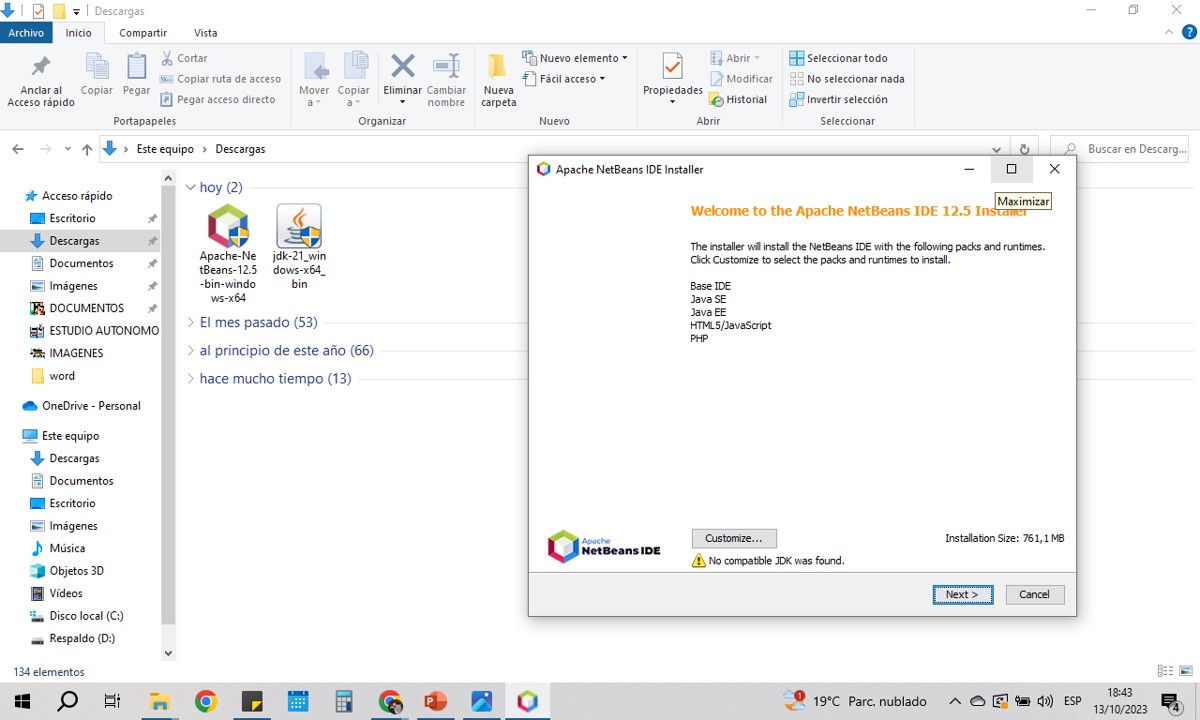 Descargas
Archivo
Inicio
Compartir
Vista
Anclar al
Acceso rápido
Copiar
Pegar
Cortar
Copiar ruta de acceso
Pegar acceso directo
Portapapeles
Mover
a
Copiar
a
Eliminar
Cambiar
nombre
Organizar
Nueva
carpeta
Nuevo elemento
Fácil acceso
Nuevo
Propiedades
Abrir
Modificar
Historial
Abrir
Seleccionar todo
No seleccionar nada
Invertir selección
Seleccionar
Este equipo > Descargas
Buscar en Descarg...
Acceso rápido
Escritorio
Descargas
Documentos
Imágenes
DOCUMENTOS
ESTUDIO AUTONOMO
IMAGENES
word
OneDrive - Personal
Este equipo
Descargas
Documentos
Escritorio
Imágenes
Música
Objetos 3D
Vídeos
Disco local (C:)
Respaldo (D:)
hoy (2)
Apache-Ne
tBeans-12.5
-bin-windo
ws-x64
jdk-21_win
dows-x64_
bin
El mes pasado (53)
al principio de este año (66)
hace mucho tiempo (13)
Apache NetBeans IDE Installer
Maximizar
Welcome to the Apache NetBeans IDE 12.5 Installer
The installer will install the NetBeans IDE with the following packs and runtimes.
Click Customize to select the packs and runtimes to install.
Base IDE
Java SE
Java EE
HTML5/JavaScript
PHP
Apache
NetBeans IDE
Customize...
Installation Size: 761,1 MB
No compatible JDK was found.
Next >
Cancel
134 elementos
1
19°C Parc. nublado
ESP
18:43
13/10/2023
4